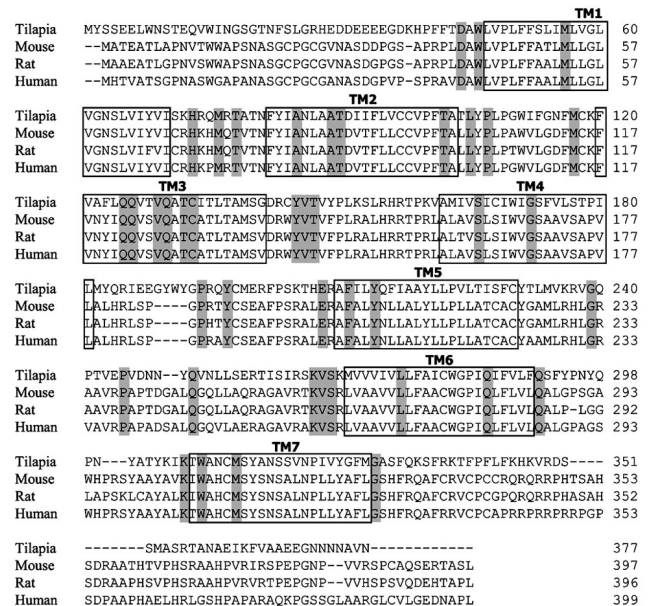 TM1
Tilapia MYSSEELWNSTEQVWINGSGTNFSLGRHEDDEEEEGDKHPFFTDAWLVPLFFSLIMLVGL 60
Mouse --MATEATLAPNVTWWAPSNASGCPGCGVNASDDPGS-APRPLDAWLVPLFFATLMLLGL 57
Rat --MAAEATLGPNVSWWAPSNASGCPGCGVNASDGPGS-APRPLDAWLVPLFFAALMLLGL 57
Human --MHTVATSGPNASWGAPANASGCPGCGANASDGPVP-SPRAVDAWLVPLFFAALMLLGL 57
TM2
Tilapia VGNSLVIYVISKHRQMRTATNFYIANLAATDIIFLVCCVPFTATLYPLPGWIFGNFMCKF 120
Mouse VGNSLVIYVICRHKHMQTVTNFYIANLAATDVTFLLCCVPFTALLYPLPAWVLGDFMCKF 117
Rat VGNSLVIFVICRHKHMQTVTNFYIANLAATDVTFLLCCVPFTALLYPLPTWVLGDFMCKF 117
Human VGNSLVIYVICRHKPMRTVTNFYIANLAATDVTFLLCCVPFTALLYPLPGWVLGDFMCKF 117
TM3 TM4
Tilapia VAFLQQVTVQATCITLTAMSGDRCYVTVYPLKSLRHRTPKVAMIVSICIWIGSFVLSTPI 180
Mouse VNYIQQVSVQATCATLTAMSVDRWYVTVFPLRALHRRTPRLALAVSLSIWVGSAAVSAPV 177
Rat VNYIQQVSVQATCATLTAMSVDRWYVTVFPLRALHRRTPRLALTVSLSIWVGSAAVSAPV 177
Human VNYIQQVSVQATCATLTAMSVDRWYVTVFPLRALHRRTPRLALAVSLSIWVGSAAVSAPV 177
TM5
Tilapia LMYQRIEEGYWYGPRQYCMERFPSKTHERAFILYQFIAAYLLPVLTISFCYTLMVKRVGQ 240
Mouse LALHRLSP----GPRTYCSEAFPSRALERAFALYNLLALYLLPLLATCACYGAMLRHLGR 233
Rat LALHRLSP----GPHTYCSEAFPSRALERAFALYNLLALYLLPLLATCACYGAMLRHLGR 233
Human LALHRLSP----GPRAYCSEAFPSRALERAFALYNLLALYLLPLLATCACYAAMLRHLGR 233
TM6
Tilapia PTVEPVDNN--YQVNLLSERTISIRSKVSKMVVVIVLLFAICWGPIQIFVLFQSFYPNYQ 298
Mouse AAVRPAPTDGALQGQLLAQRAGAVRTKVSRLVAAVVLLFAACWGPIQLFLVLQALGPSGA 293
Rat AAVRPAPTDGALQGQLLAQRAGAVRTKVSRLVAAVVLLFAACWGPIQLFLVLQALP-LGG 292
Human VAVRPAPADSALQGQVLAERAGAVRAKVSRLVAAVVLLFAACWGPIQLFLVLQALGPAG 293
TM7
Tilapia PN---YATYKIKTWANCMSYANSSVNPIVYGFMGASFQKSFRKTFPFLFKHKVRDS---- 351
Mouse WHPRSYAAYAVKIWAHCMSYSNSALNPLLYAFLGSHFRQAFCRVCPCCRQRQRRPHTSAH 353
Rat LAPSKLCAYALKIWAHCMSYSNSALNPLLYAFLGSHFRQAFCRVCPCGPQRQRRPHASAH 352
Human WHPRSYAAYALKTWAHCMSYSNSALNPLLYAFLGSHFRQAFRRVCPCAPRRPRRPRRPGP 353
Tilapia -------SMASRTANAEIKFVAAEEGNNNNAVN----------- 377
Mouse SDRAATHTVPHSRAAHPVRIRSPEPGNP--VVRSPCAQSERTASL 397
Rat SDRAAPHSVPHSRAAHPVRVRTPEPGNP--VVHSPSVQDEHTAPL 396
Human SDPAAPHAELHRLGSHPAPARAQKPGSSGLAARGLCVLGEDNAPL 399